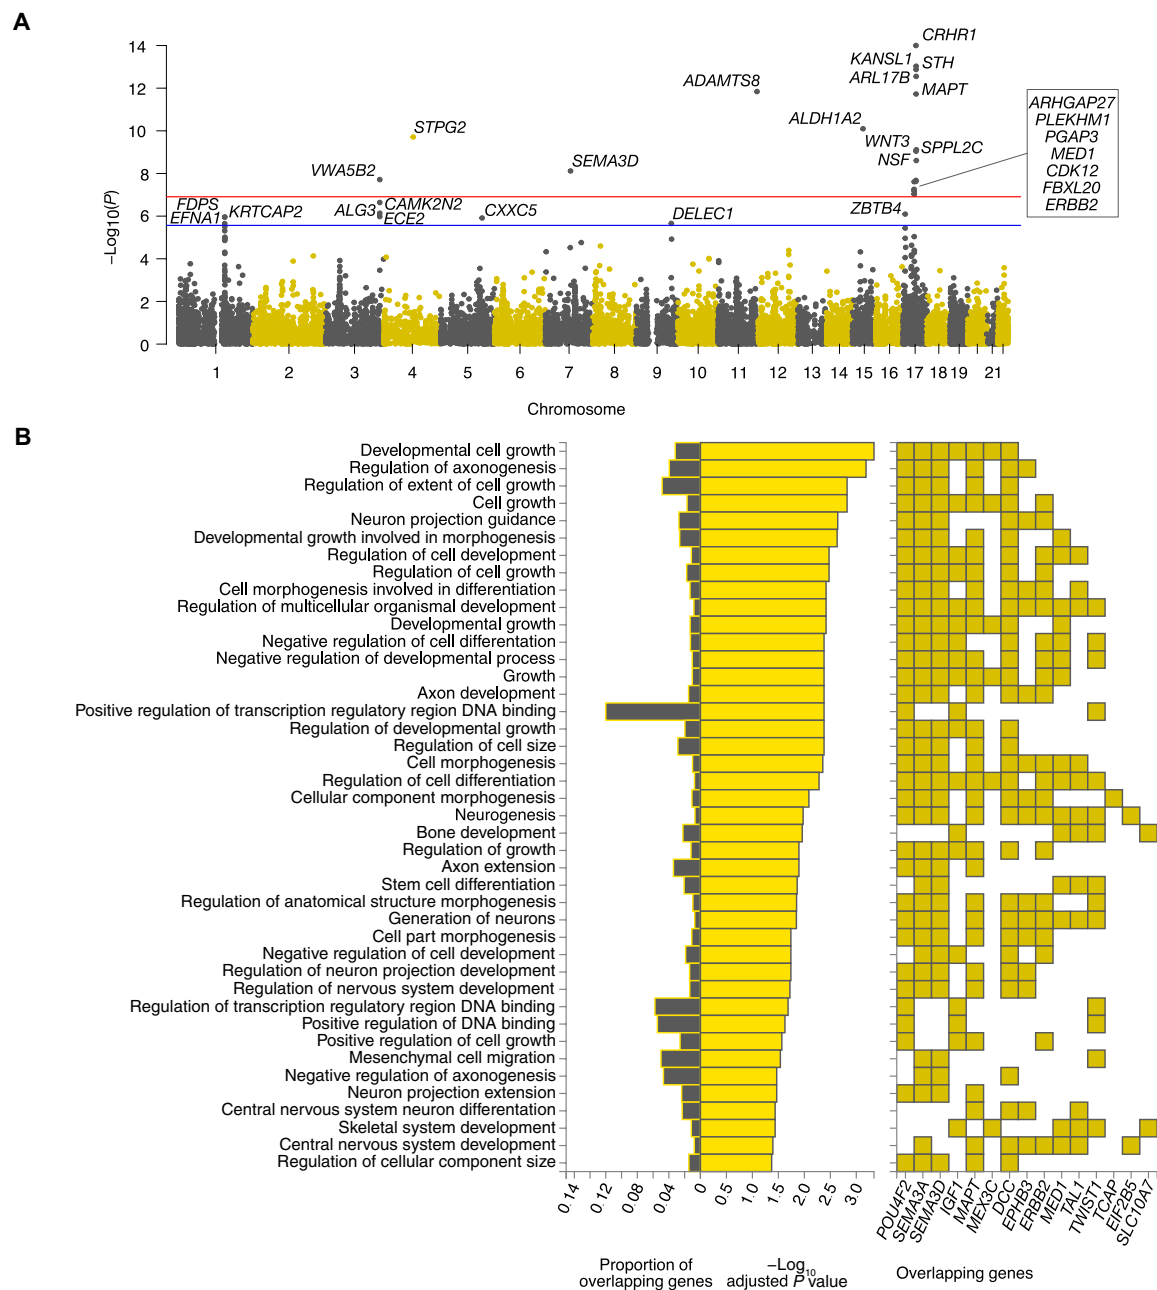 A
CRHR1
KANSL1
STH
ARL17B
MAPT
ADAMTS8
ALDH1A2
STPG2
WNT3
SPPL2C
NSF
SEMA3D
VWA5B2
ARHGAP27
PLEKHM1
PGAP3
MED1
CDK12
FBXL20
ERBB2
FDPS
EFNA1
KRTCAP2
ALG3
CAMK2N2
ECE2
CXXC5
DELEC1
ZBTB4
–Log10(P)
14
12
10
8
6
4
2
0
1 2 3 4 5 6 7 8 9 10 11 12 13 14 15 16 17 18 19 21
Chromosome
B
Developmental cell growth
Regulation of axonogenesis
Regulation of extent of cell growth
Cell growth
Neuron projection guidance
Developmental growth involved in morphogenesis
Regulation of cell development
Regulation of cell growth
Cell morphogenesis involved in differentiation
Regulation of multicellular organismal development
Developmental growth
Negative regulation of cell differentiation
Negative regulation of developmental process
Growth
Axon development
Positive regulation of transcription regulatory region DNA binding
Regulation of developmental growth
Regulation of cell size
Cell morphogenesis
Regulation of cell differentiation
Cellular component morphogenesis
Neurogenesis
Bone development
Regulation of growth
Axon extension
Stem cell differentiation
Regulation of anatomical structure morphogenesis
Generation of neurons
Cell part morphogenesis
Negative regulation of cell development
Regulation of neuron projection development
Regulation of nervous system development
Regulation of transcription regulatory region DNA binding
Positive regulation of DNA binding
Positive regulation of cell growth
Mesenchymal cell migration
Negative regulation of axonogenesis
Neuron projection extension
Central nervous system neuron differentiation
Skeletal system development
Central nervous system development
Regulation of cellular component size
0.14 0.12 0.08 0.04 0 0.5 1.0 1.5 2.0 2.5 3.0
POU4F2 SEMA3A SEMA3D IGF1 MAPT MEX3C DCC EPHB3 ERBB2 MED1 TAL1 TWIST1 TCAP EIF2B5 SLC10A7
Proportion of
overlapping genes
–Log10
adjusted P value
Overlapping genes